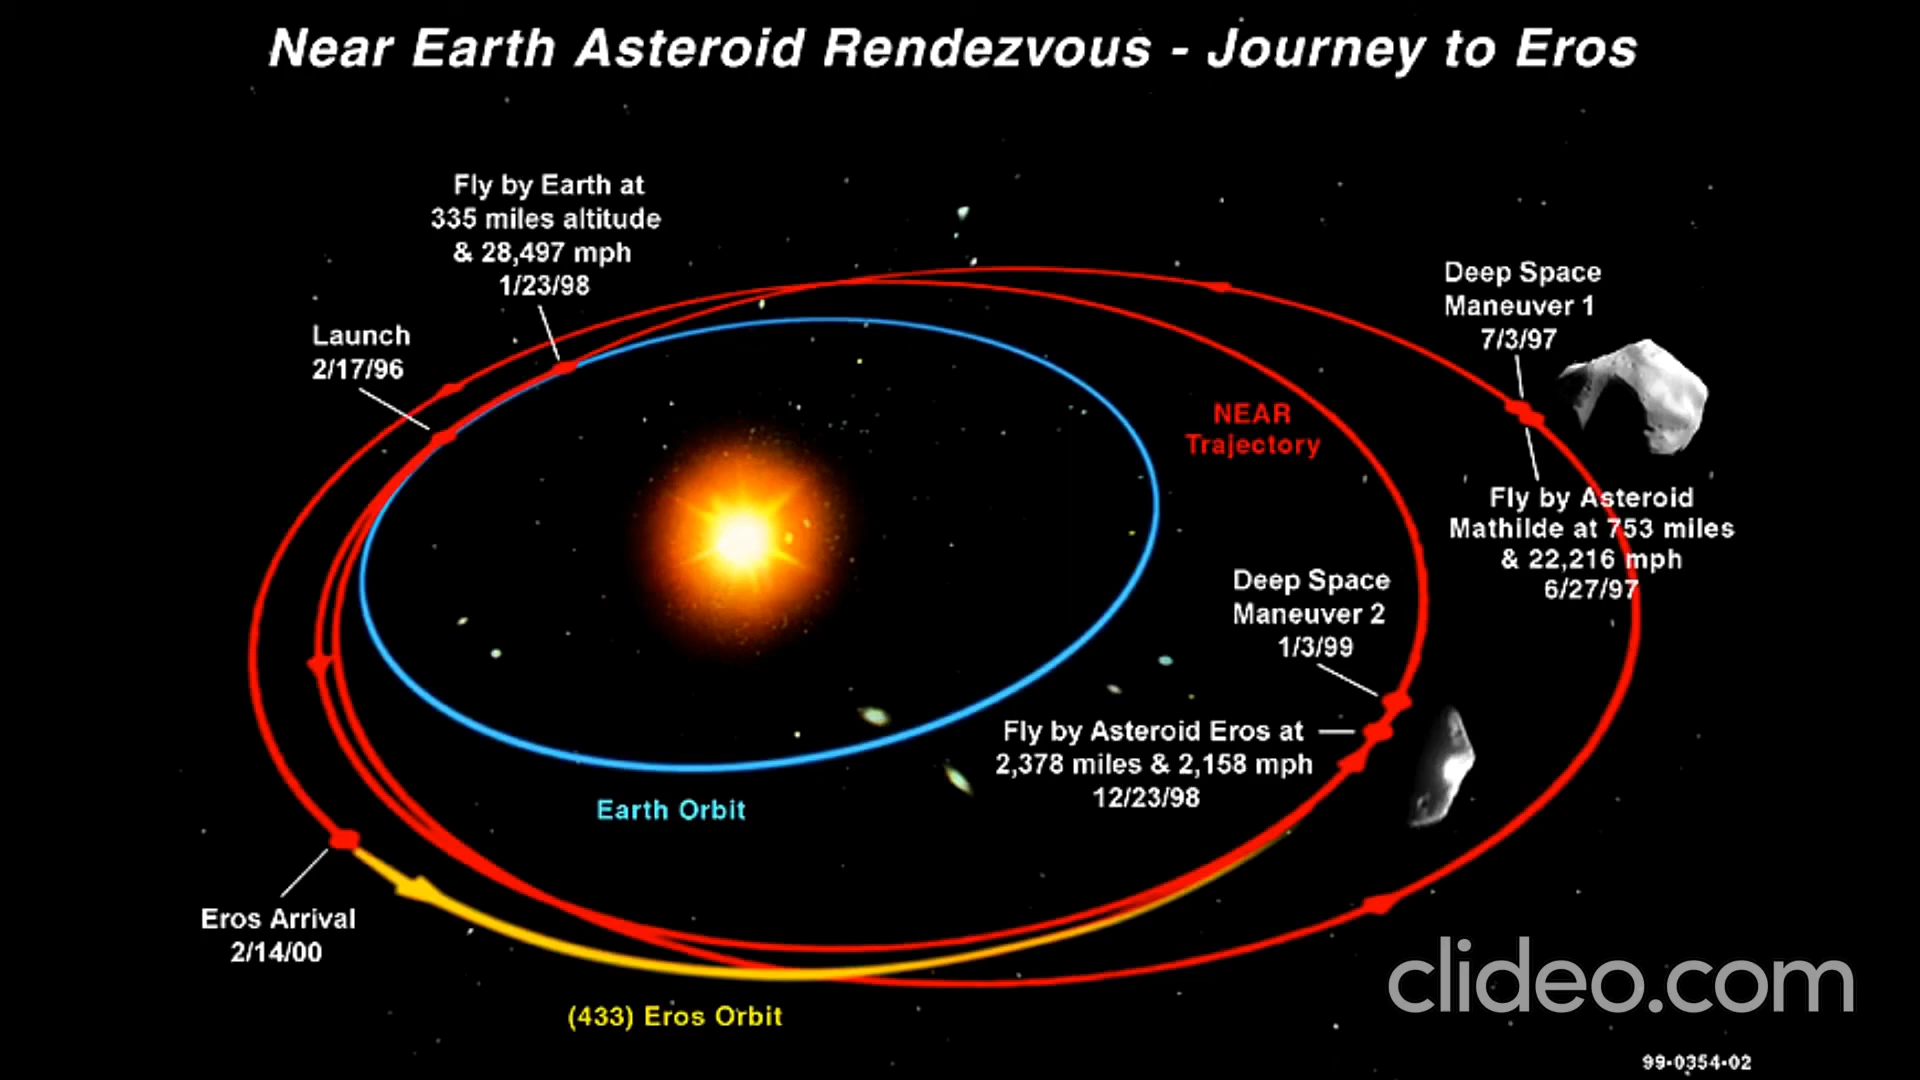 Near Earth Asteroid Rendezvous - Journey to Eros
Fly by Earth at
335 miles altitude
& 28,497 mph
1/23/98
Launch
2/17/96
Deep Space
Maneuver 1
7/3/97
NEAR
Trajectory
Fly by Asteroid
Mathilde at 753 miles
& 22,216 mph
6/27/97
Deep Space
Maneuver 2
1/3/99
Fly by Asteroid Eros at
2,378 miles & 2,158 mph
12/23/98
Earth Orbit
Eros Arrival
2/14/00
(433) Eros Orbit
clideo.com
99-0354-02